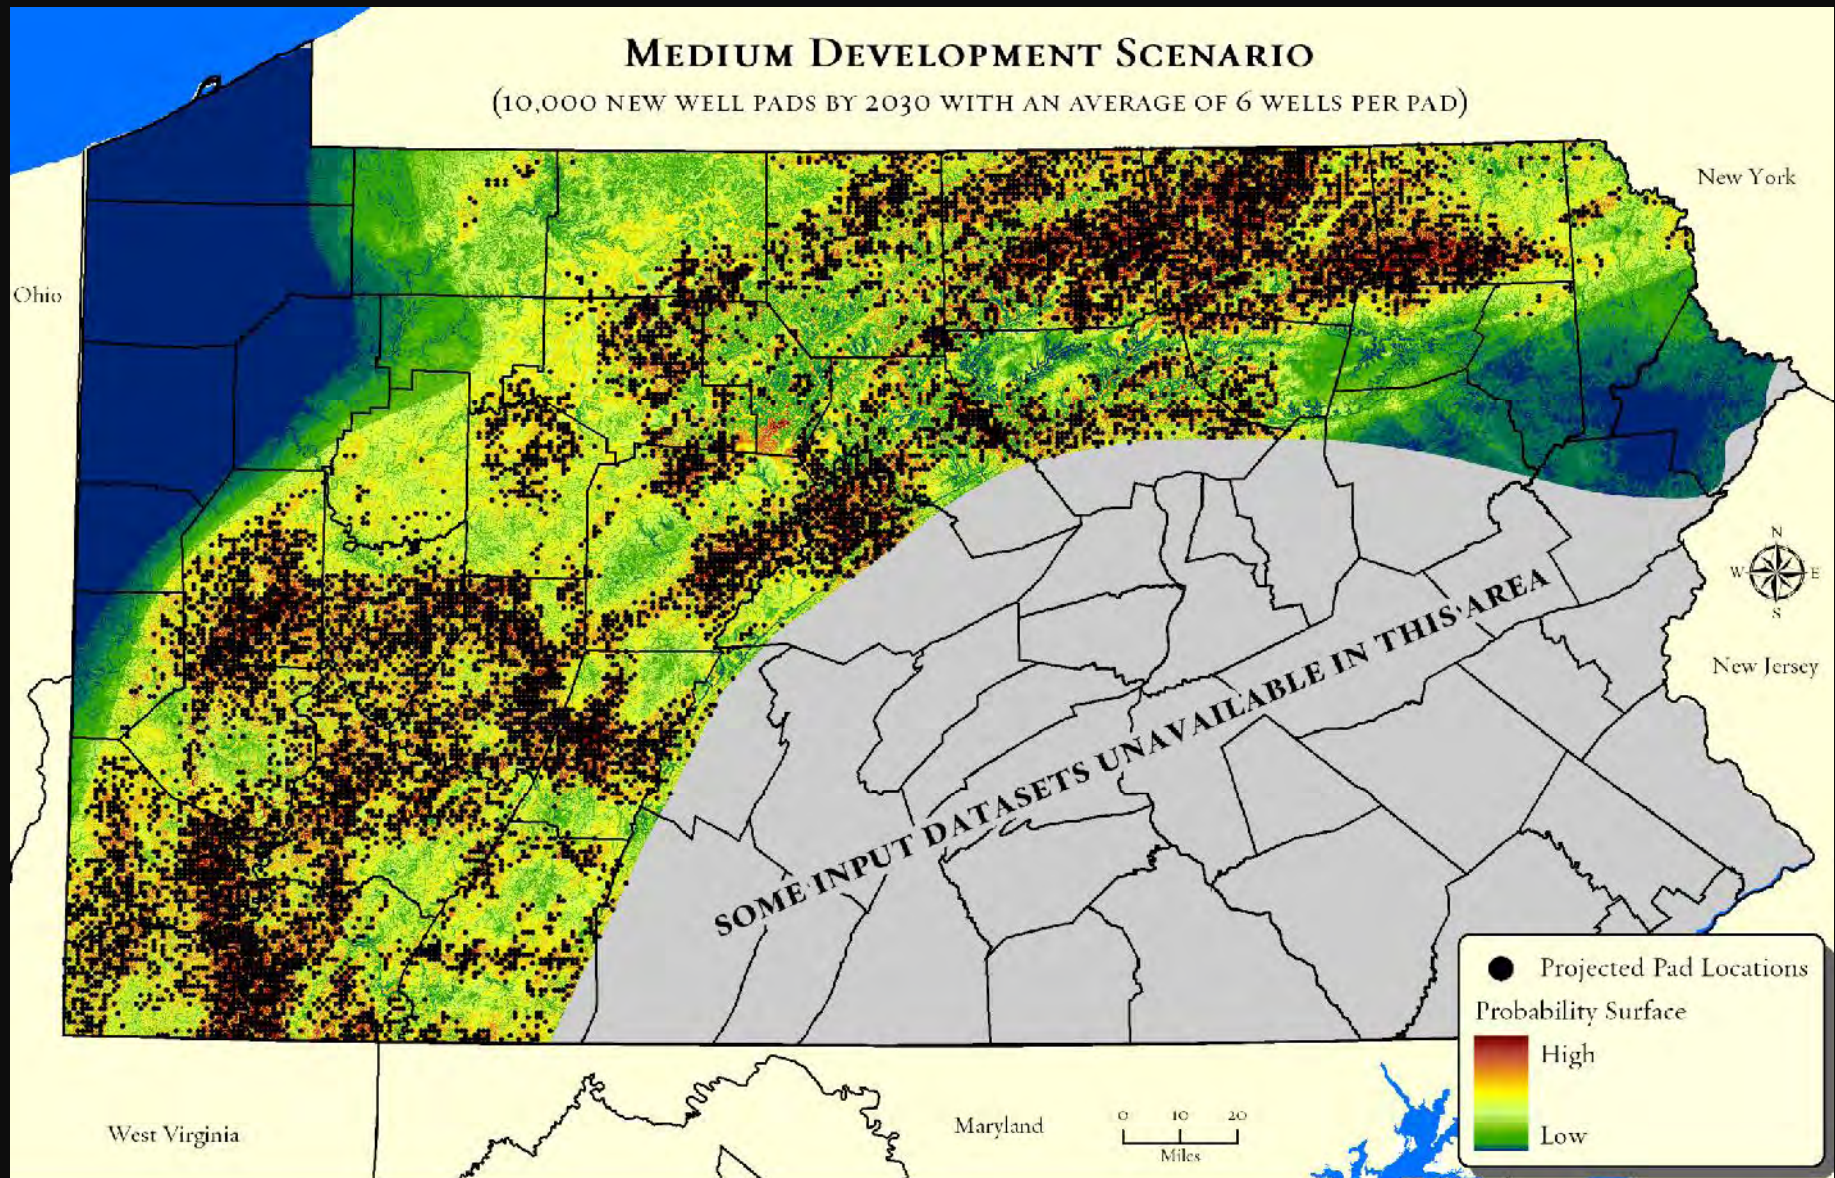 MEDIUM DEVELOPMENT SCENARIO
(10,000 NEW WELL PADS BY 2030 WITH AN AVERAGE OF 6 WELLS PER PAD)
New York
Ohio
N
W E
S
SOME INPUT DATASETS UNAVAILABLE IN THIS AREA
New Jersey
Projected Pad Locations
Probability Surface
High
Low
West Virginia
Maryland
0 10 20
Miles